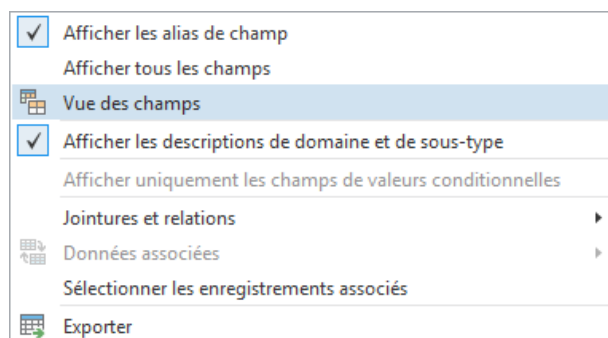 Afficher les alias de champ
Afficher tous les champs
Vue des champs
Afficher les descriptions de domaine et de sous-type
Afficher uniquement les champs de valeurs conditionnelles
Jointures et relations
Données associées
Sélectionner les enregistrements associés
Exporter